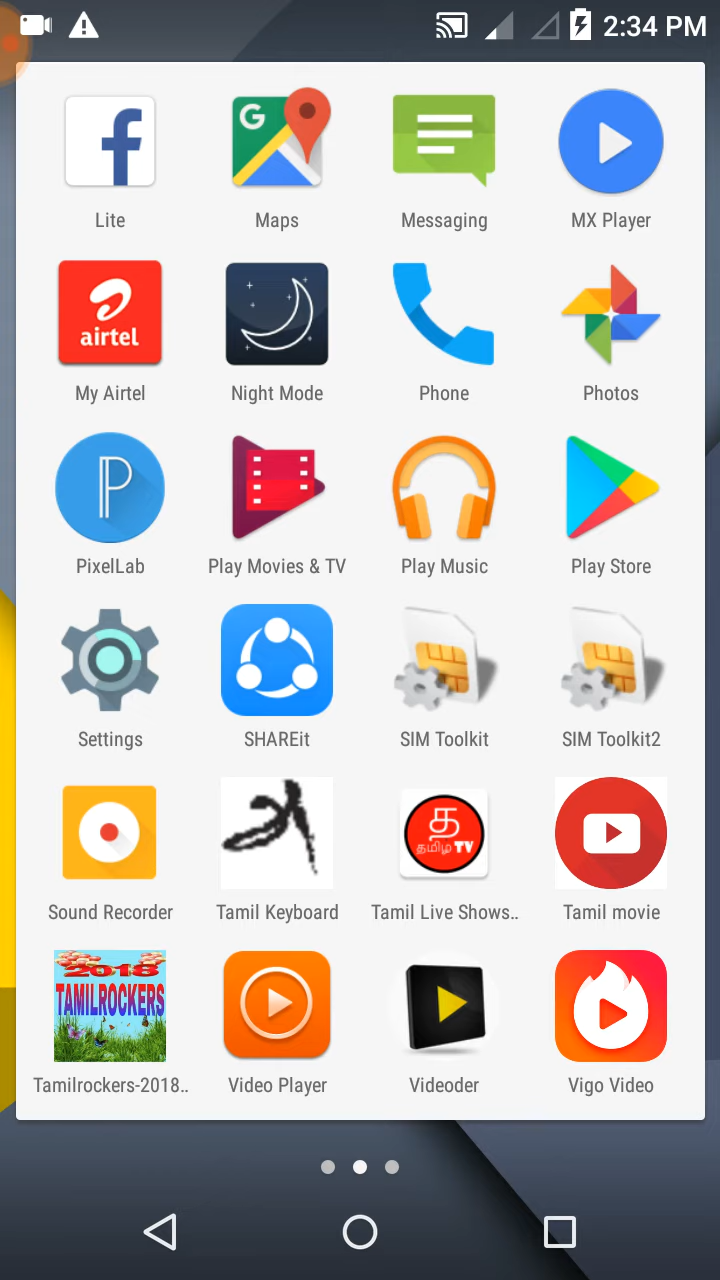 2:34 PM
Lite
Maps
Messaging
MX Player
airtel
My Airtel
Night Mode
Phone
Photos
PixelLab
Play Movies & TV
Play Music
Play Store
Settings
SHAREit
SIM Toolkit
SIM Toolkit2
த
தமிழ TV
2018
TAMILROCKERS
Sound Recorder
Tamil Keyboard
Tamil Live Shows..
Tamil movie
Tamilrockers-2018..
Video Player
Videoder
Vigo Video